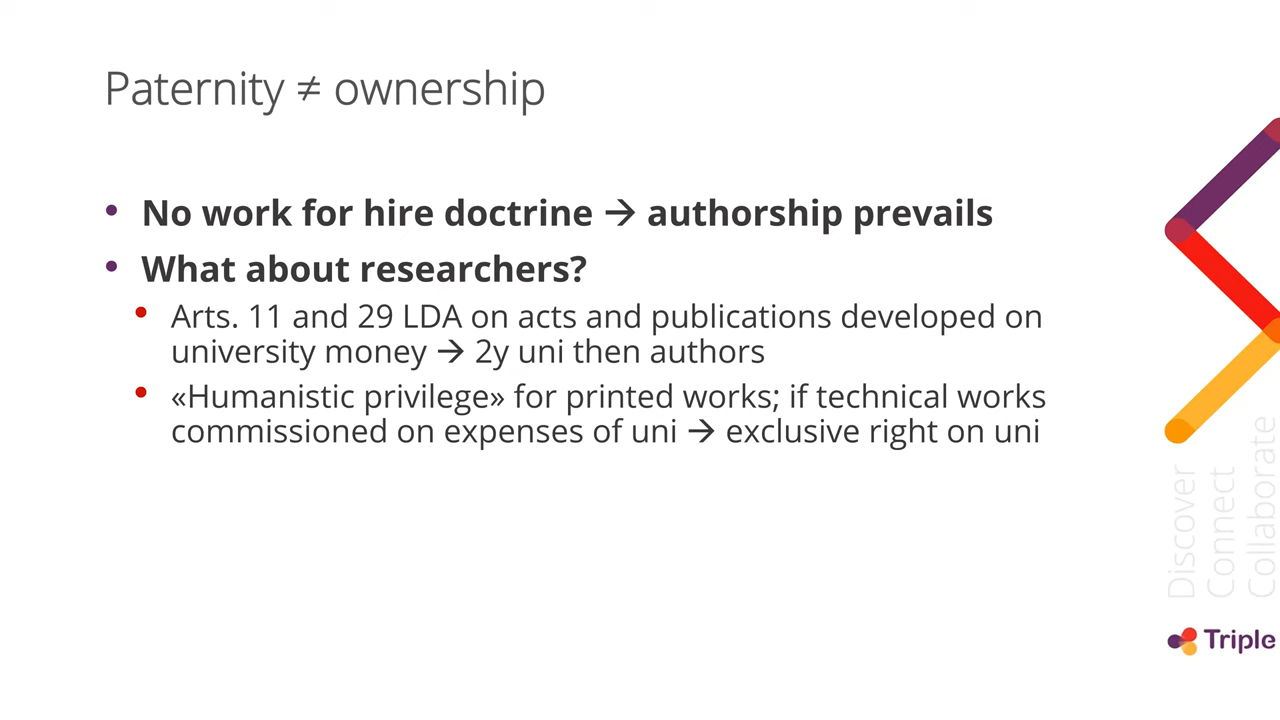 Paternity ≠ ownership
• No work for hire doctrine → authorship prevails
• What about researchers?
• Arts. 11 and 29 LDA on acts and publications developed on
university money → 2y uni then authors
• «Humanistic privilege» for printed works; if technical works
commissioned on expenses of uni → exclusive right on uni
Discover
Connect
Collaborate
Triple